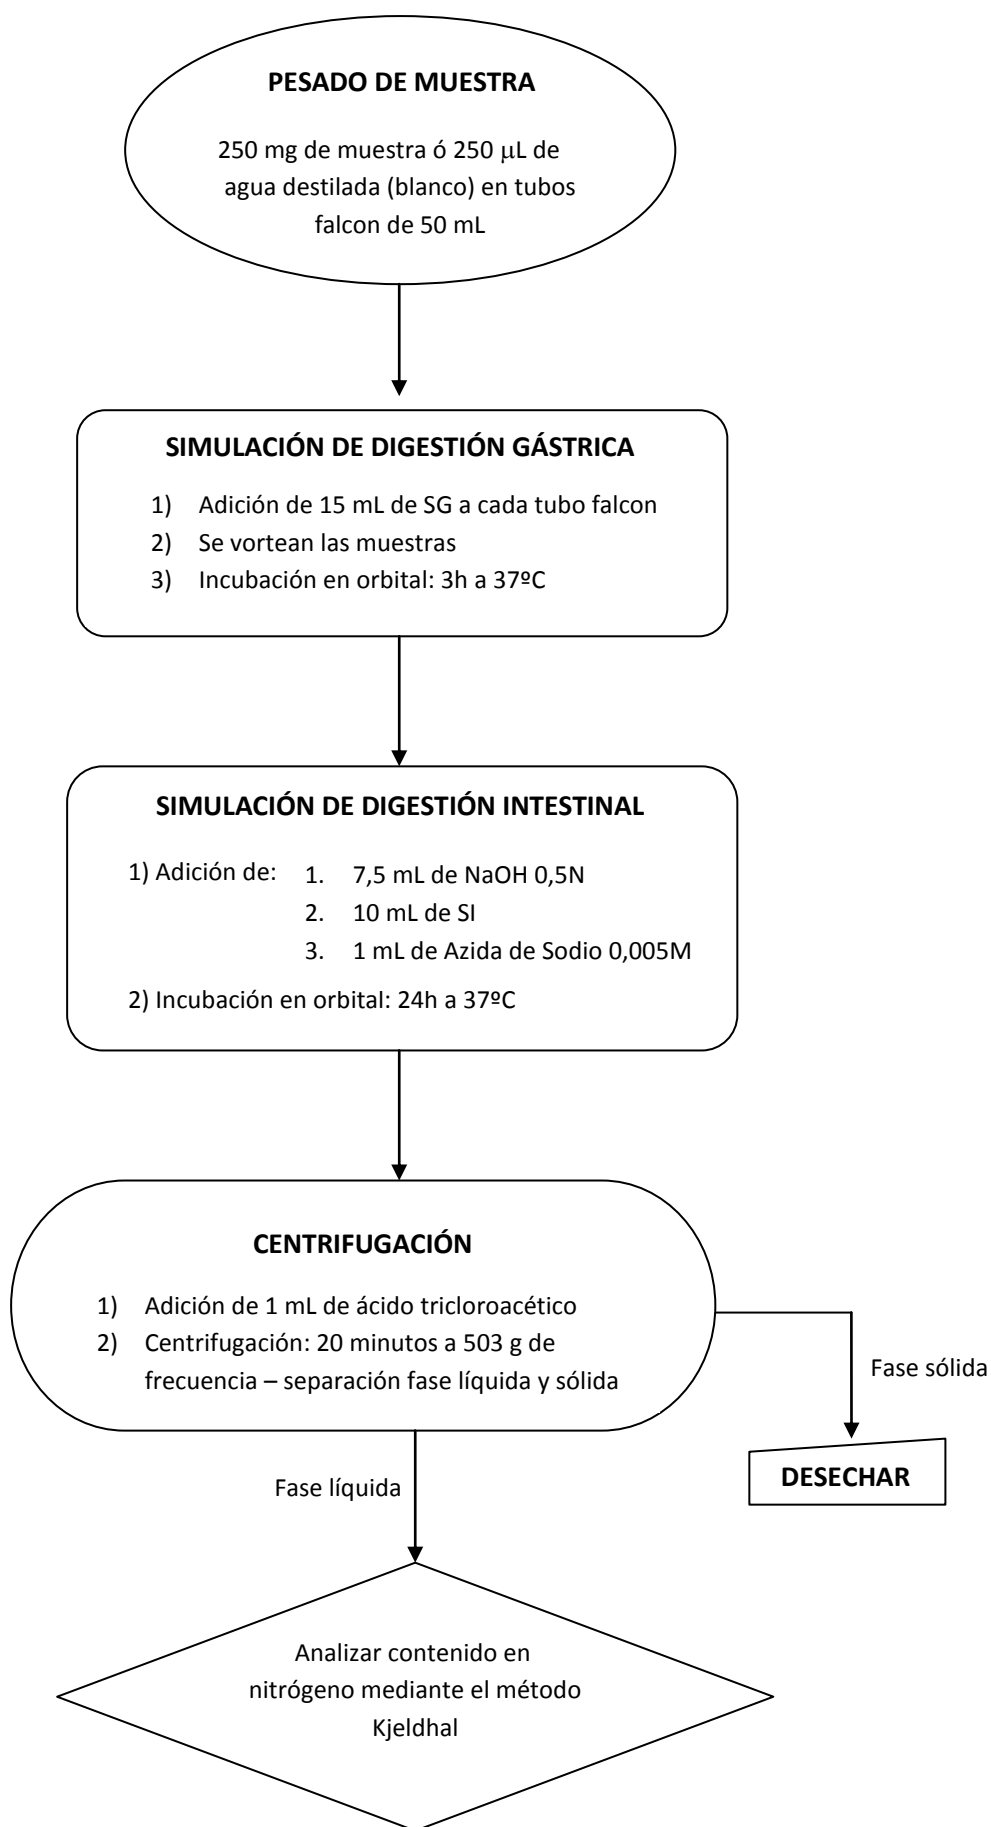 PESADO DE MUESTRA
250 mg de muestra ó 250 μL de
agua destilada (blanco) en tubos
falcon de 50 mL
SIMULACIÓN DE DIGESTIÓN GÁSTRICA
1) Adición de 15 mL de SG a cada tubo falcon
2) Se vortean las muestras
3) Incubación en orbital: 3h a 37ºC
SIMULACIÓN DE DIGESTIÓN INTESTINAL
1) Adición de: 1. 7,5 mL de NaOH 0,5N
2. 10 mL de SI
3. 1 mL de Azida de Sodio 0,005M
2) Incubación en orbital: 24h a 37ºC
CENTRIFUGACIÓN
1) Adición de 1 mL de ácido tricloroacético
2) Centrifugación: 20 minutos a 503 g de
frecuencia – separación fase líquida y sólida
Fase sólida
DESECHAR
Fase líquida
Analizar contenido en
nitrógeno mediante el método
Kjeldhal